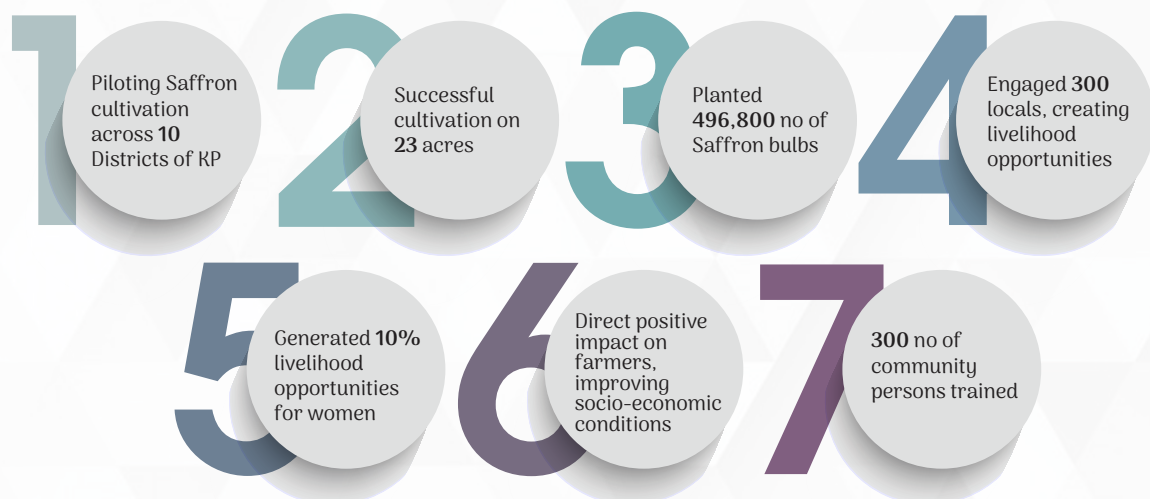 1
Piloting Saffron
cultivation
across 10
Districts of KP
2
Successful
cultivation on
23 acres
3
Planted
496,800 no of
Saffron bulbs
4
Engaged 300
locals, creating
livelihood
opportunities
5
Generated 10%
livelihood
opportunities
for women
6
Direct positive
impact on
farmers,
improving
socio-economic
conditions
7
300 no of
community
persons trained